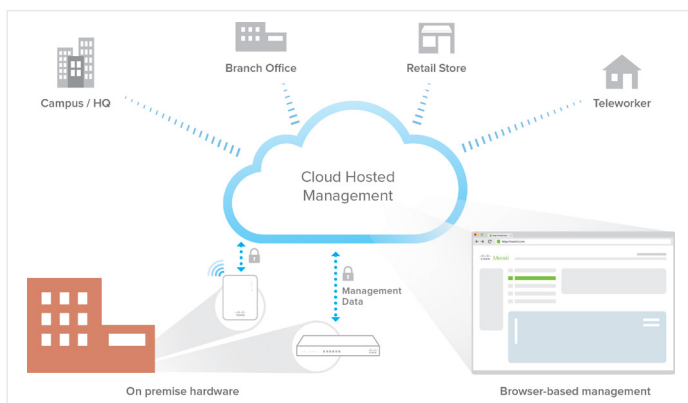 Campus / HQ
Branch Office
Retail Store
Teleworker
Cloud Hosted
Management
Management
Data
Meraki
On premise hardware
Browser-based management